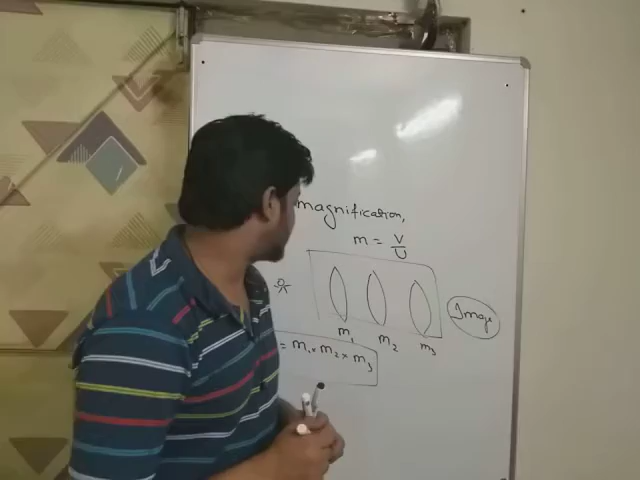 magnification,
m = V/U
Image
m₁ m₂ m₃
= m₁ × m₂ × m₃